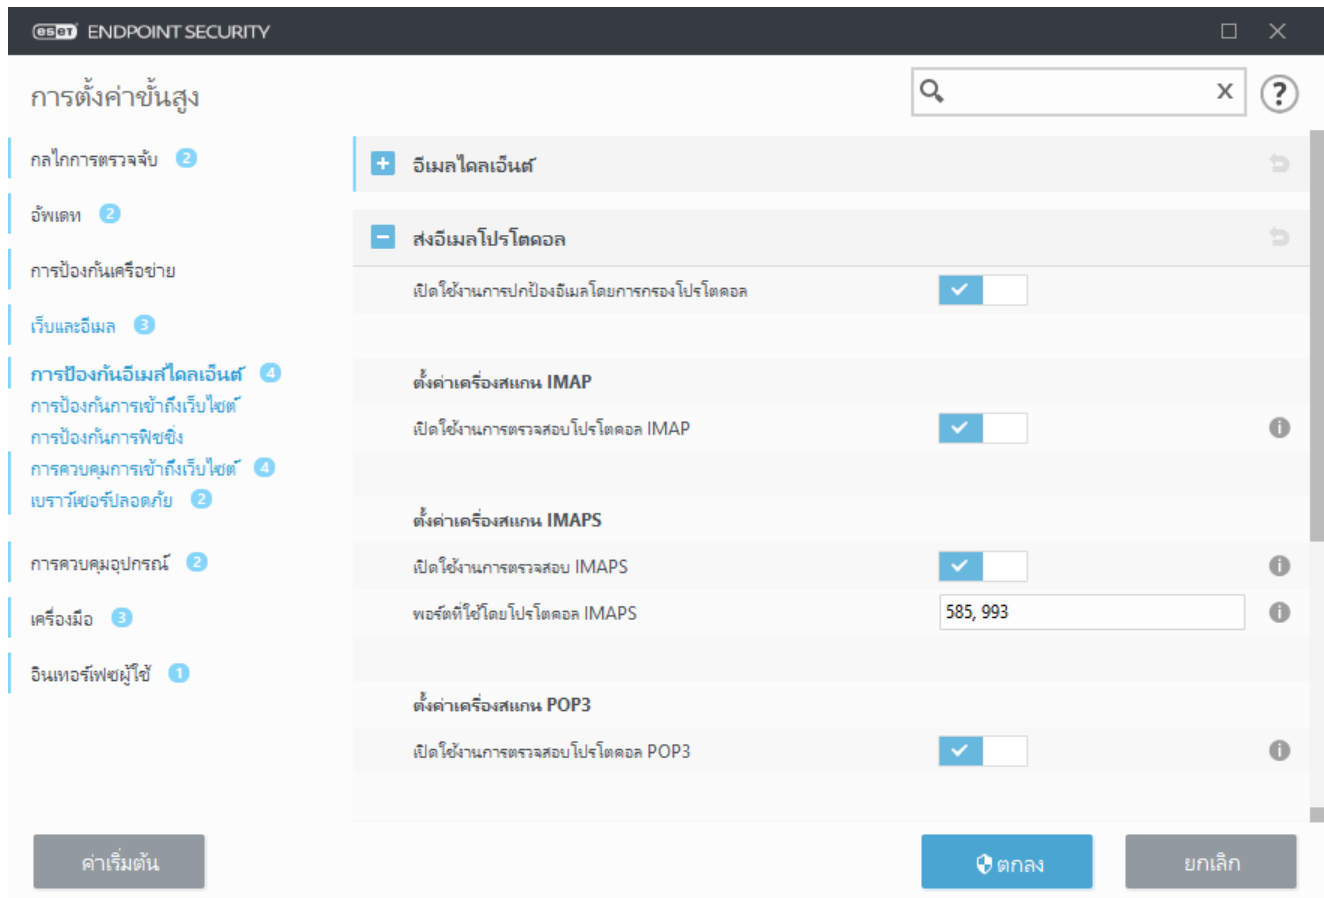 eset ENDPOINT SECURITY
การตั้งค่าขั้นสูง
กลไกการตรวจจับ 2
อัพเดท 2
การป้องกันเครือข่าย
เว็บและอีเมล 3
การป้องกันอีเมล์ไคลเอ็นต์ 4
การป้องกันการเข้าถึงเว็บไซต์
การป้องกันการฟิชชิ่ง
การควบคุมการเข้าถึงเว็บไซต์ 4
เบราว์เซอร์ปลอดภัย 2
การควบคุมอุปกรณ์ 2
เครื่องมือ 3
อินเทอร์เฟซผู้ใช้ 1
อีเมลไคลเอ็นต์
ส่งอีเมลโปรโตคอล
เปิดใช้งานการปกป้องอีเมลโดยการกรองโปรโตคอล
ตั้งค่าเครื่องสแกน IMAP
เปิดใช้งานการตรวจสอบโปรโตคอล IMAP
ตั้งค่าเครื่องสแกน IMAPS
เปิดใช้งานการตรวจสอบ IMAPS
พอร์ตที่ใช้โดยโปรโตคอล IMAPS
585, 993
ตั้งค่าเครื่องสแกน POP3
เปิดใช้งานการตรวจสอบโปรโตคอล POP3
ค่าเริ่มต้น
ตกลง
ยกเลิก